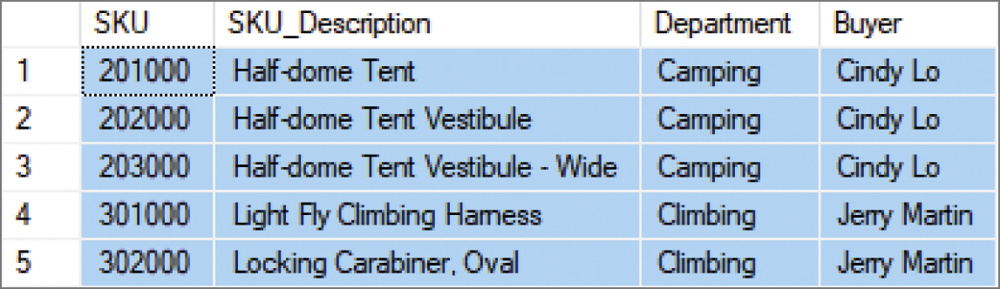 SKU SKU_Description Department Buyer
1 201000 Half-dome Tent Camping Cindy Lo
2 202000 Half-dome Tent Vestibule Camping Cindy Lo
3 203000 Half-dome Tent Vestibule - Wide Camping Cindy Lo
4 301000 Light Fly Climbing Harness Climbing Jerry Martin
5 302000 Locking Carabiner, Oval Climbing Jerry Martin